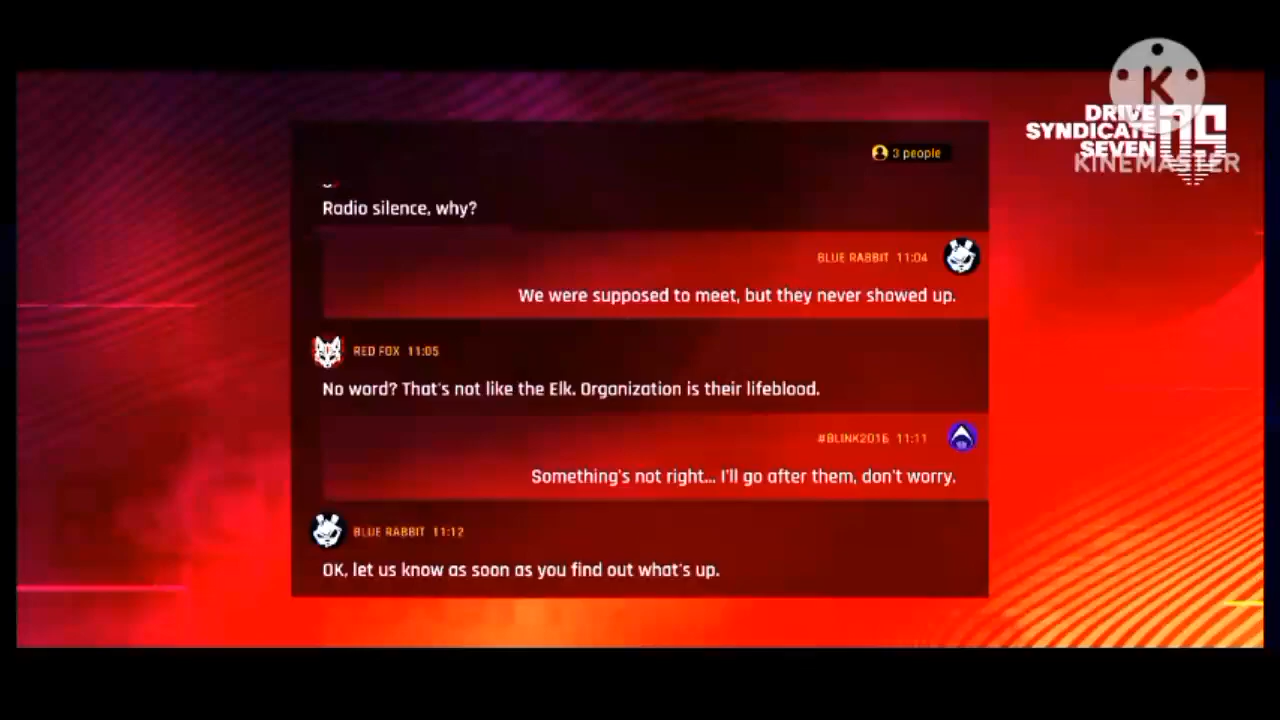 DRIVE
SYNDICATE
SEVEN DS
KINEMASTER
3 people
Radio silence, why?
BLUE RABBIT 11:04
We were supposed to meet, but they never showed up.
RED FOX 11:05
No word? That's not like the Elk. Organization is their lifeblood.
#BLINK2016 11:11
Something's not right... I'll go after them, don't worry.
BLUE RABBIT 11:12
OK, let us know as soon as you find out what's up.